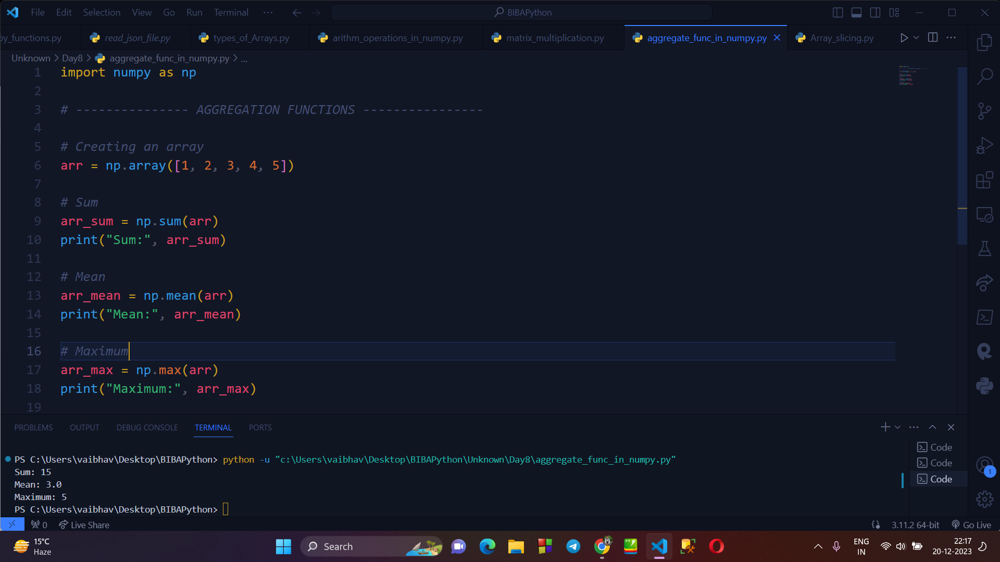 File Edit Selection View Go Run Terminal ··· BIBAPython
py_functions.py read_json_file.py types_of_Arrays.py arithm_operations_in_numpy.py matrix_multiplication.py aggregate_func_in_numpy.py Array_slicing.py
Unknown > Day8 > aggregate_func_in_numpy.py > ...
1 import numpy as np
2
3 # --------------- AGGREGATION FUNCTIONS ----------------
4
5 # Creating an array
6 arr = np.array([1, 2, 3, 4, 5])
7
8 # Sum
9 arr_sum = np.sum(arr)
10 print("Sum:", arr_sum)
11
12 # Mean
13 arr_mean = np.mean(arr)
14 print("Mean:", arr_mean)
15
16 # Maximum
17 arr_max = np.max(arr)
18 print("Maximum:", arr_max)
19
PROBLEMS OUTPUT DEBUG CONSOLE TERMINAL PORTS
PS C:\Users\vaibhav\Desktop\BIBAPython> python -u "c:\Users\vaibhav\Desktop\BIBAPython\Unknown\Day8\aggregate_func_in_numpy.py"
Sum: 15
Mean: 3.0
Maximum: 5
PS C:\Users\vaibhav\Desktop\BIBAPython>
Code
Code
Code
1
0 Live Share 3.11.2 64-bit Go Live
15°C
Haze
Search
ENG
IN
22:17
20-12-2023